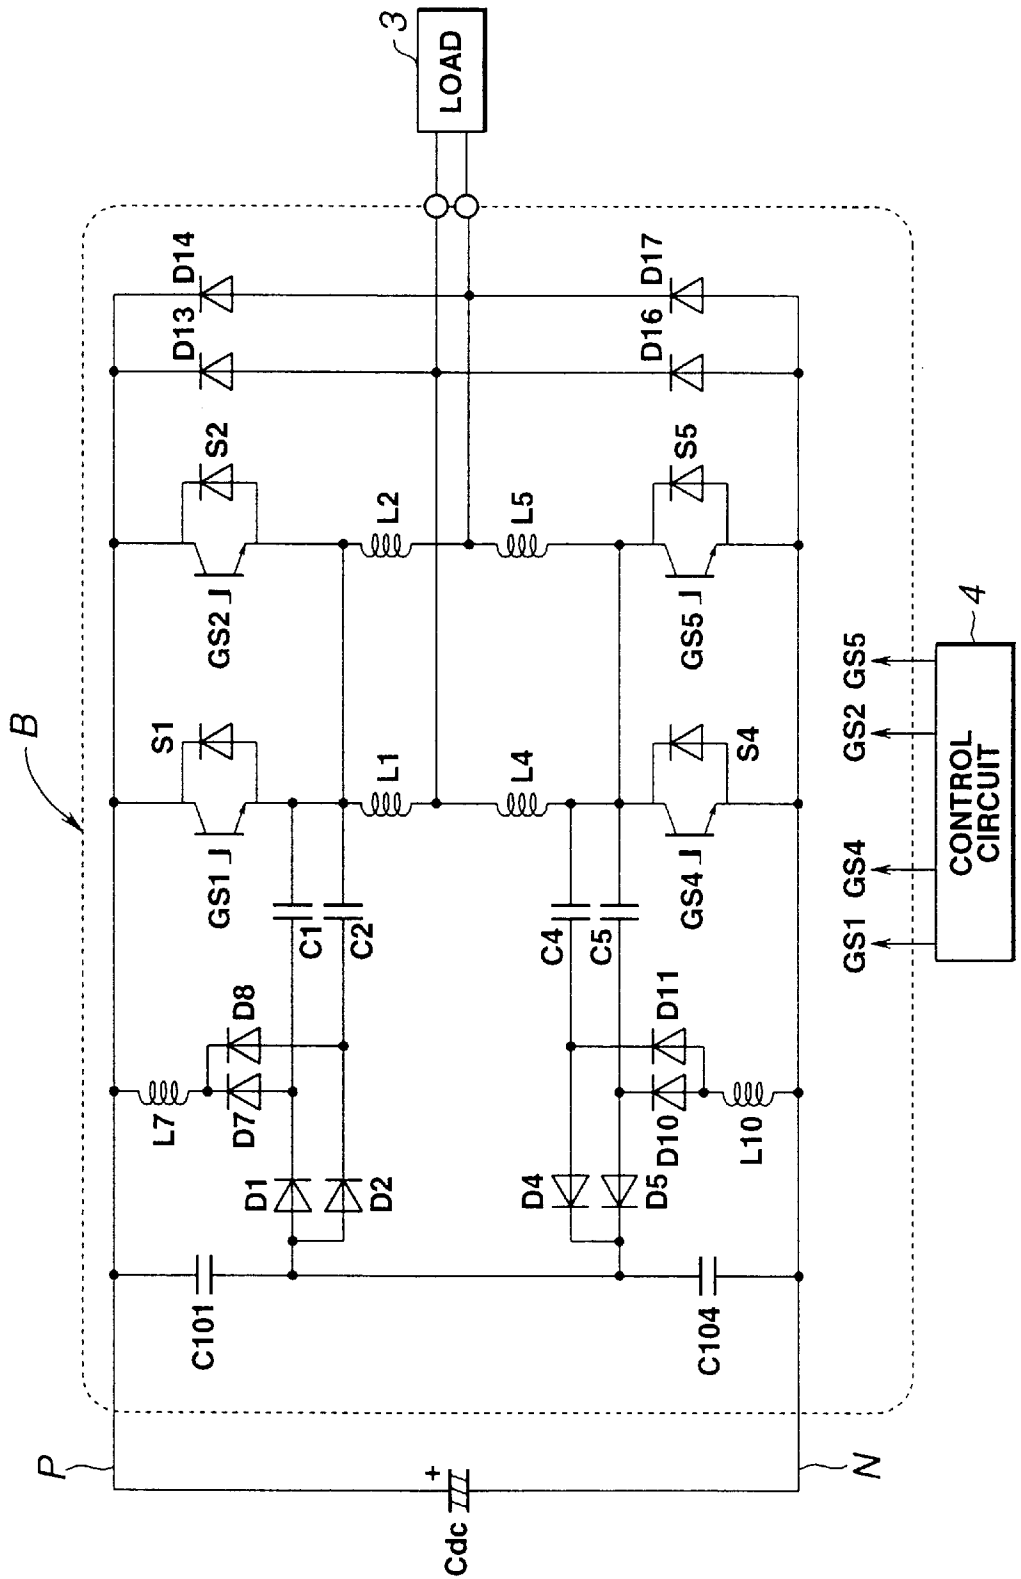 B
P
N
Cdc
+
C101
C104
L7
D7
D8
D1
D2
D4
D5
D10
D11
L10
C1
C2
C4
C5
GS1
S1
L1
L4
GS4
S4
GS2
S2
L2
L5
GS5
S5
D13
D14
D16
D17
LOAD
3
GS1
GS4
GS2
GS5
CONTROL
CIRCUIT
4